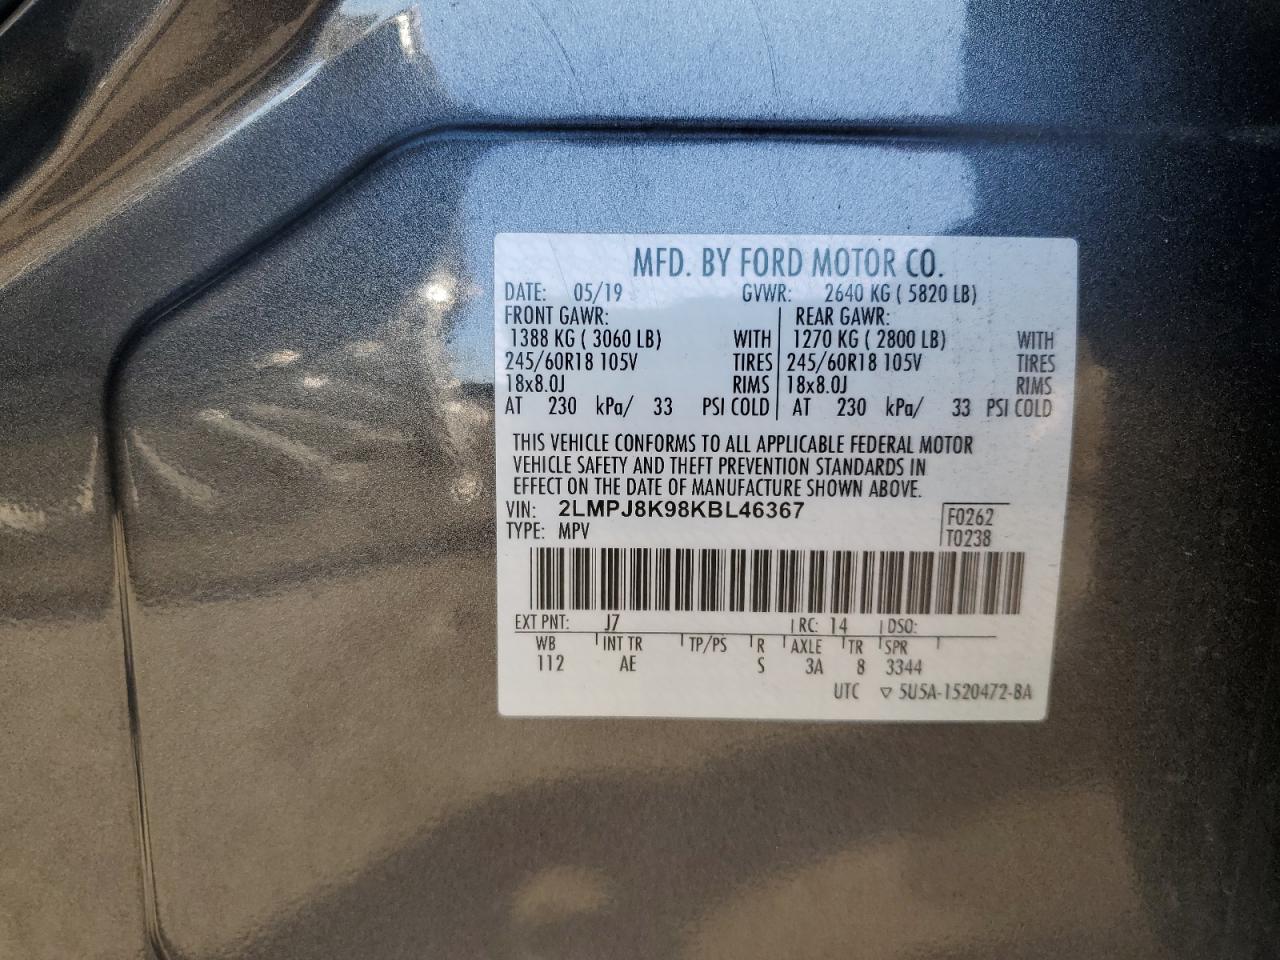 MFD. BY FORD MOTOR CO.
DATE: 05/19 GVWR: 2640 KG ( 5820 LB)
FRONT GAWR: REAR GAWR:
1388 KG ( 3060 LB) WITH 1270 KG ( 2800 LB) WITH
245/60R18 105V TIRES 245/60R18 105V TIRES
18x8.0J RIMS 18x8.0J RIMS
AT 230 kPa/ 33 PSI COLD AT 230 kPa/ 33 PSI COLD
THIS VEHICLE CONFORMS TO ALL APPLICABLE FEDERAL MOTOR
VEHICLE SAFETY AND THEFT PREVENTION STANDARDS IN
EFFECT ON THE DATE OF MANUFACTURE SHOWN ABOVE.
VIN: 2LMPJ8K98KBL46367 F0262
TYPE: MPV T0238
EXT PNT: J7 RC: 14 DSO:
WB INT TR TP/PS R AXLE TR SPR
112 AE S 3A 8 3344
UTC ▽ 5U5A-1520472-BA